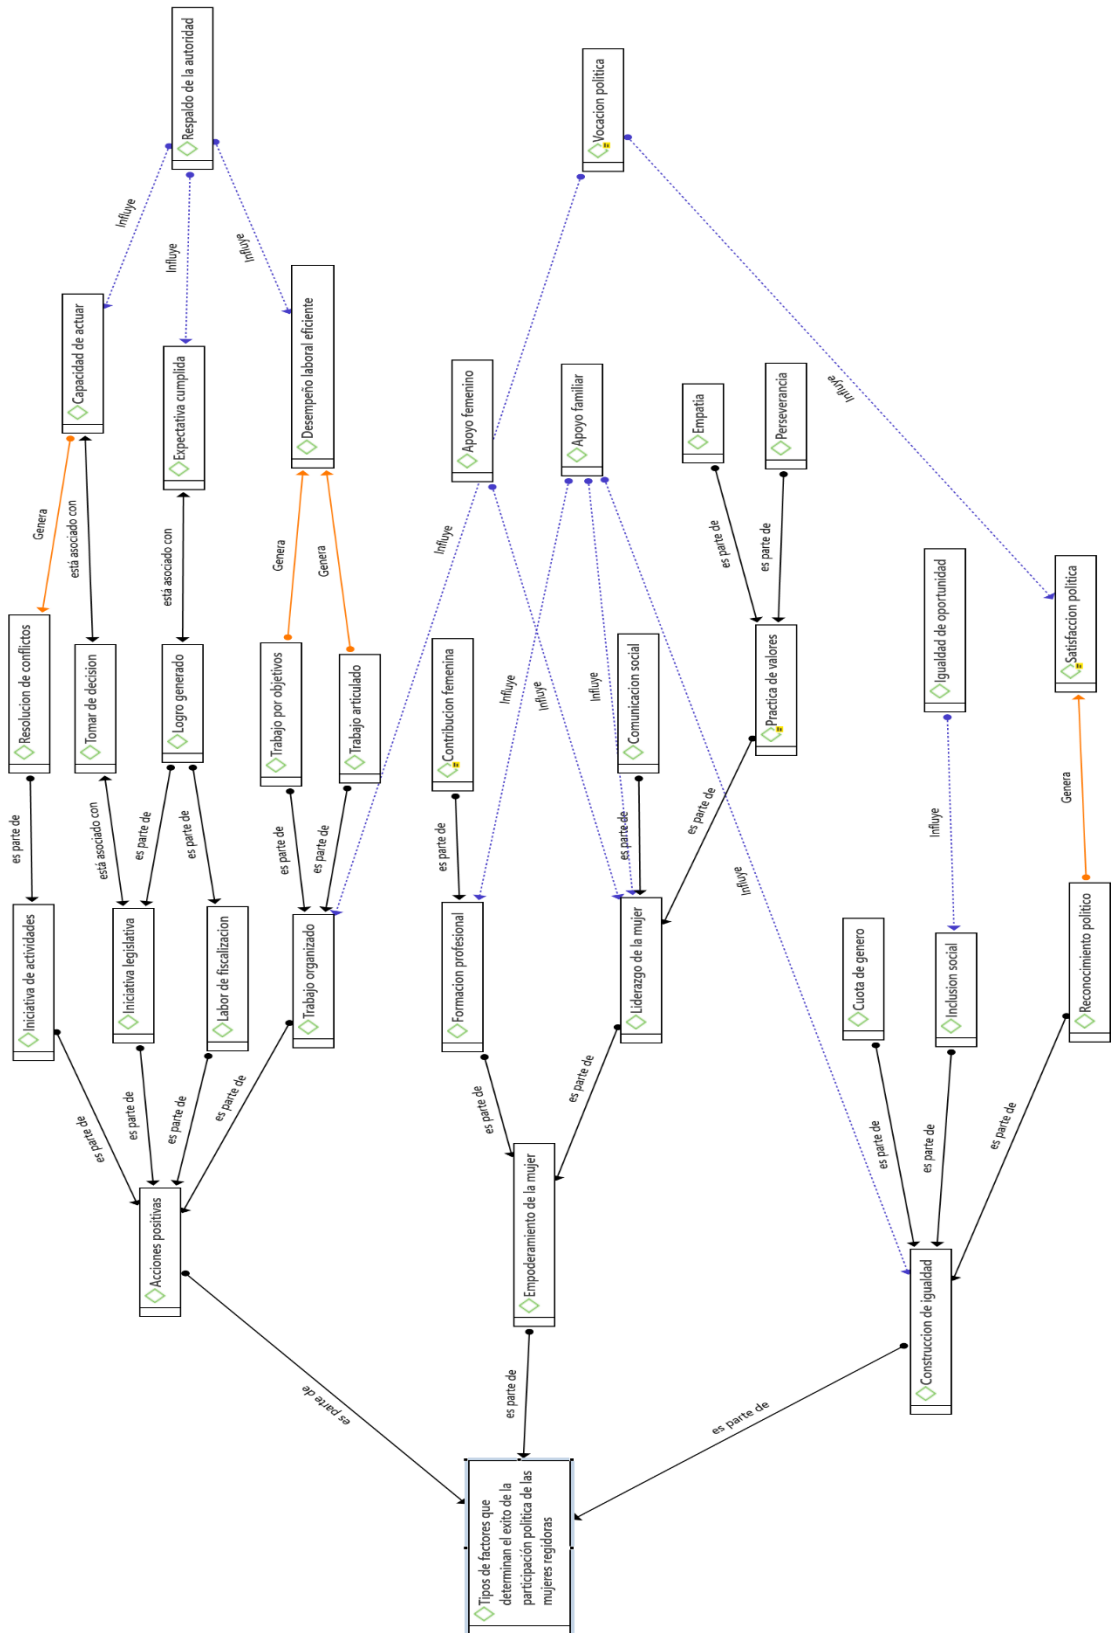 Tipos de factores que
determinan el exito de la
participación politica de las
mujeres regidoras
es parte de
es parte de
es parte de
Acciones positivas
Empoderamiento de la mujer
Construccion de igualdad
es parte de
es parte de
es parte de
es parte de
es parte de
es parte de
es parte de
es parte de
es parte de
Iniciativa de actividades
Iniciativa legislativa
Labor de fiscalizacion
Trabajo organizado
Formacion profesional
Liderazgo de la mujer
Cuota de genero
Inclusion social
Reconocimiento politico
es parte de
está asociado con
es parte de
es parte de
es parte de
es parte de
es parte de
es parte de
es parte de
Influye
Influye
Genera
Resolucion de conflictos
Tomar de decision
Logro generado
Trabajo por objetivos
Trabajo articulado
Contribucion femenina
Comunicacion social
Practica de valores
Igualdad de oportunidad
Satisfaccion politica
Genera
está asociado con
está asociado con
Genera
Genera
Influye
Influye
Influye
Influye
es parte de
es parte de
Influye
Capacidad de actuar
Expectativa cumplida
Desempeño laboral eficiente
Apoyo femenino
Apoyo familiar
Empatia
Perseverancia
Influye
Influye
Influye
Respaldo de la autoridad
Vocacion politica